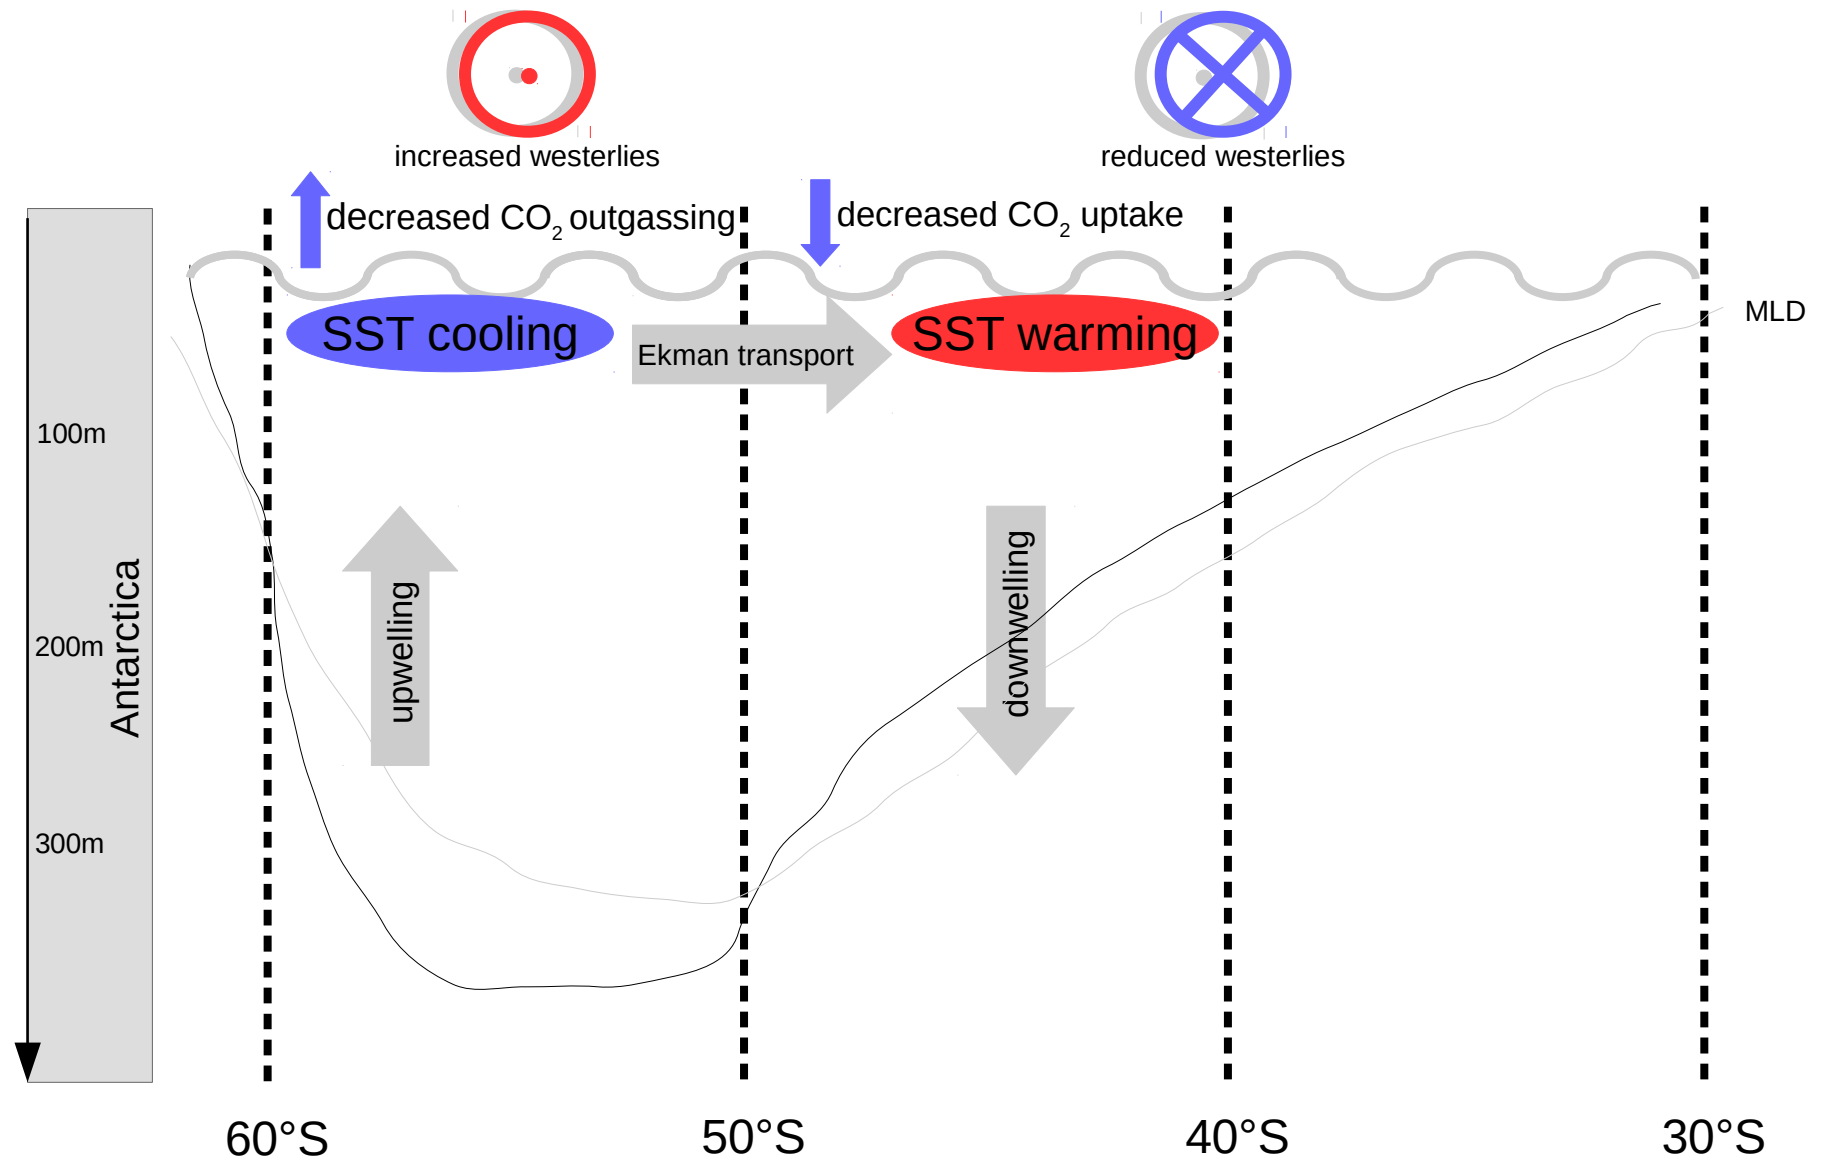 increased westerlies
reduced westerlies
decreased CO2 outgassing
decreased CO2 uptake
SST cooling
Ekman transport
SST warming
MLD
100m
200m
300m
Antarctica
upwelling
downwelling
60°S
50°S
40°S
30°S